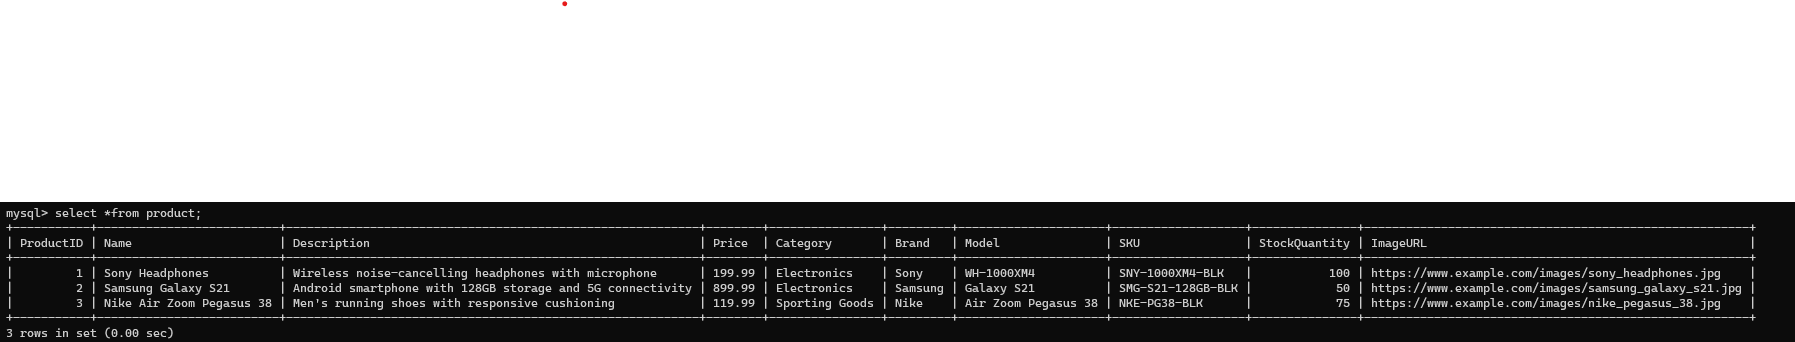 mysql> select *from product;
+-----------+--------------------------+-----------------------------------------------------------+--------+----------------+---------+--------------------+-------------------+---------------+------------------------------------------------------+
| ProductID | Name                     | Description                                               | Price  | Category       | Brand   | Model              | SKU               | StockQuantity | ImageURL                                             |
+-----------+--------------------------+-----------------------------------------------------------+--------+----------------+---------+--------------------+-------------------+---------------+------------------------------------------------------+
|         1 | Sony Headphones          | Wireless noise-cancelling headphones with microphone      | 199.99 | Electronics    | Sony    | WH-1000XM4         | SNY-1000XM4-BLK   |           100 | https://www.example.com/images/sony_headphones.jpg   |
|         2 | Samsung Galaxy S21       | Android smartphone with 128GB storage and 5G connectivity | 899.99 | Electronics    | Samsung | Galaxy S21         | SMG-S21-128GB-BLK |            50 | https://www.example.com/images/samsung_galaxy_s21.jpg |
|         3 | Nike Air Zoom Pegasus 38 | Men's running shoes with responsive cushioning            | 119.99 | Sporting Goods | Nike    | Air Zoom Pegasus 38 | NKE-PG38-BLK      |            75 | https://www.example.com/images/nike_pegasus_38.jpg   |
+-----------+--------------------------+-----------------------------------------------------------+--------+----------------+---------+--------------------+-------------------+---------------+------------------------------------------------------+
3 rows in set (0.00 sec)